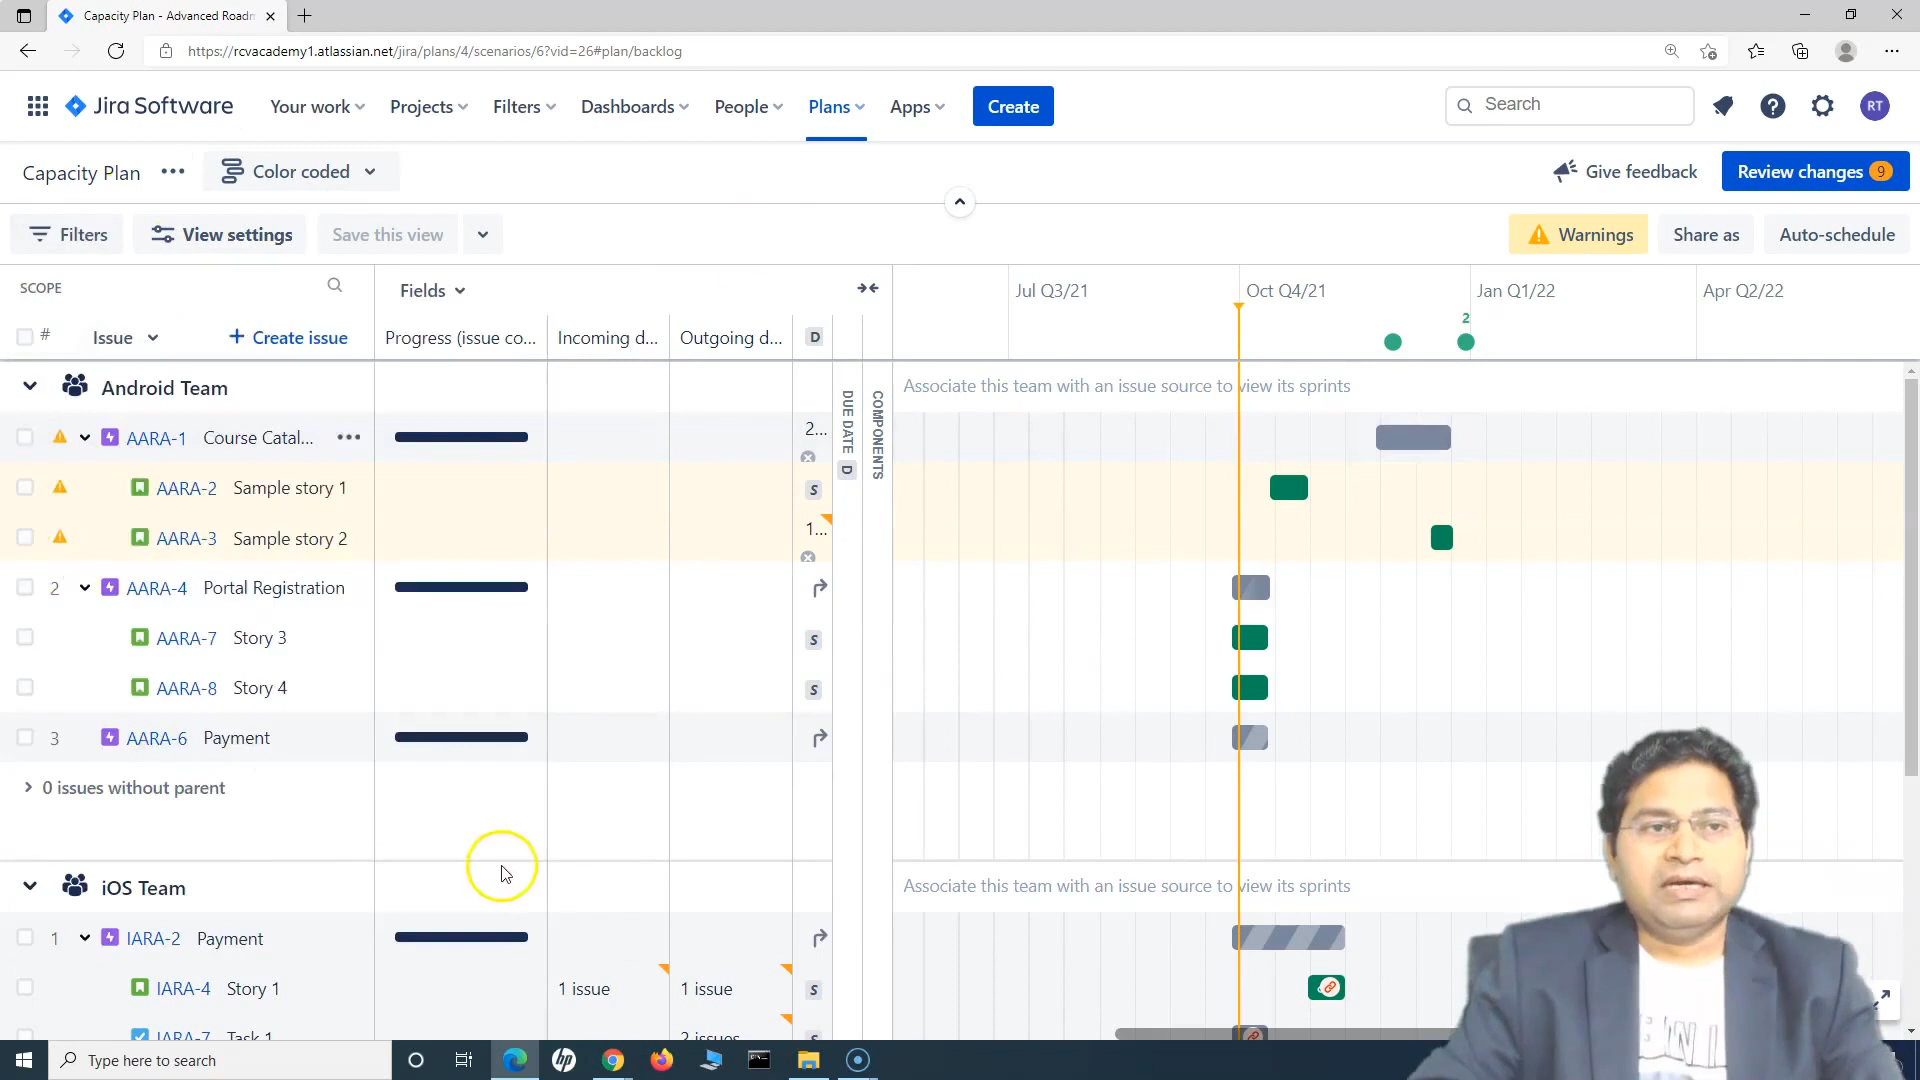 Capacity Plan - Advanced Roadm
https://rcvacademy1.atlassian.net/jira/plans/4/scenarios/6?vid=26#plan/backlog
Jira Software
Your work
Projects
Filters
Dashboards
People
Plans
Apps
Create
Search
RT
Capacity Plan
Color coded
Give feedback
Review changes 9
Filters
View settings
Save this view
Warnings
Share as
Auto-schedule
SCOPE
Fields
Jul Q3/21
Oct Q4/21
Jan Q1/22
Apr Q2/22
#
Issue
+ Create issue
Progress (issue co...
Incoming d...
Outgoing d...
D
2
DUE DATE D
COMPONENTS
Android Team
Associate this team with an issue source to view its sprints
AARA-1 Course Catal... 2...
AARA-2 Sample story 1 S
AARA-3 Sample story 2 1...
2 AARA-4 Portal Registration
AARA-7 Story 3 S
AARA-8 Story 4 S
3 AARA-6 Payment
0 issues without parent
iOS Team
Associate this team with an issue source to view its sprints
1 IARA-2 Payment
IARA-4 Story 1 1 issue 1 issue S
IARA-7 Task 1 2 issues S
Type here to search
hp